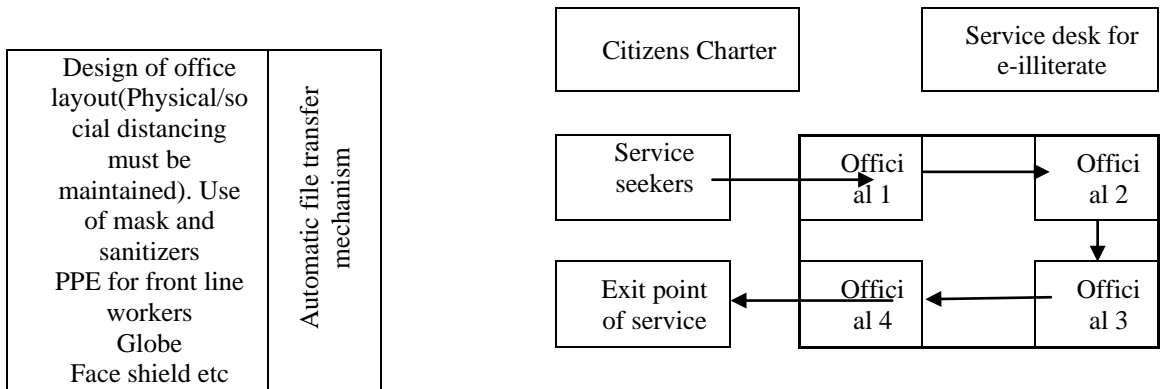 Design of office
layout(Physical/so
cial distancing
must be
maintained). Use
of mask and
sanitizers
PPE for front line
workers
Globe
Face shield etc
Automatic file transfer
mechanism
Citizens Charter
Service desk for
e-illiterate
Service
seekers
Offici
al 1
Offici
al 2
Exit point
of service
Offici
al 4
Offici
al 3